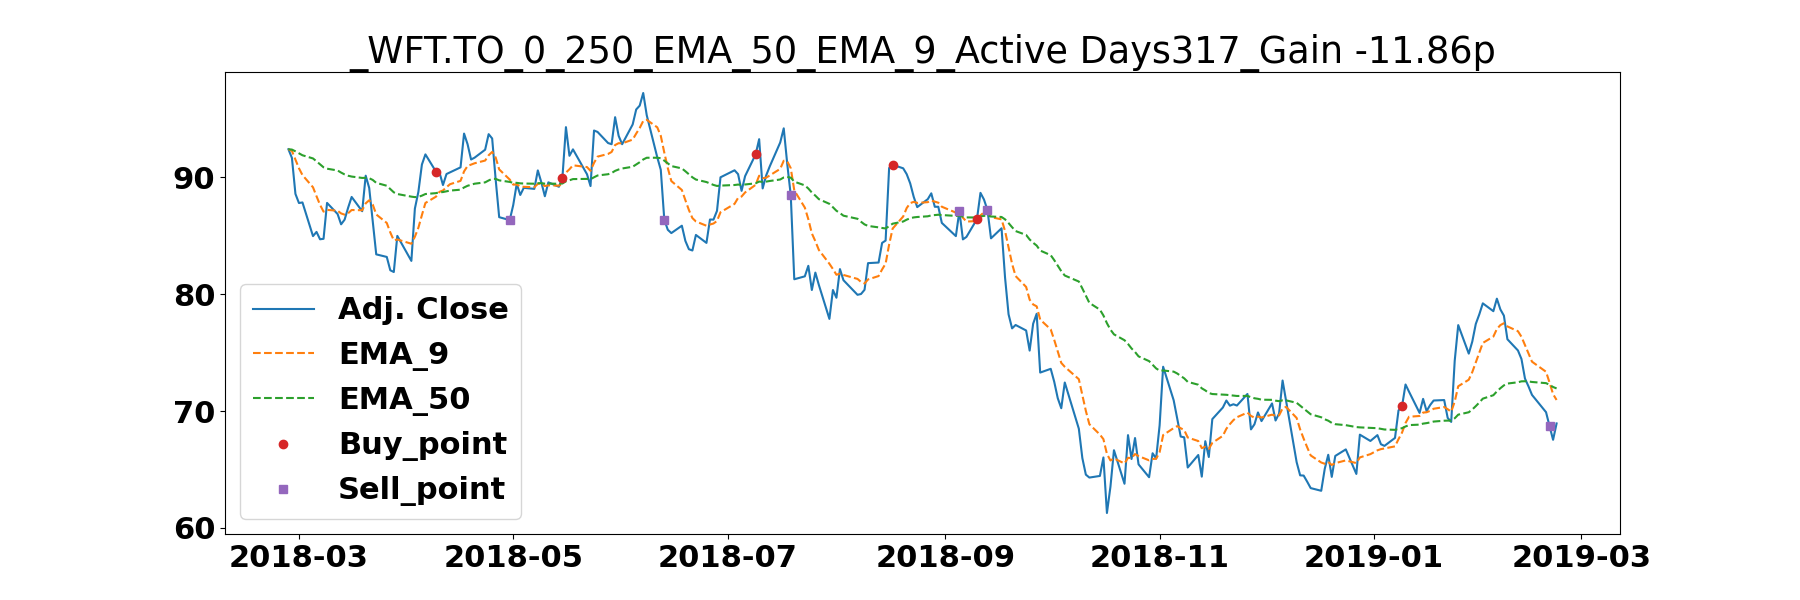 _WFT.TO_0_250_EMA_50_EMA_9_Active Days317_Gain -11.86p
90
80
70
60
Adj. Close
EMA_9
EMA_50
Buy_point
Sell_point
2018-03 2018-05 2018-07 2018-09 2018-11 2019-01 2019-03